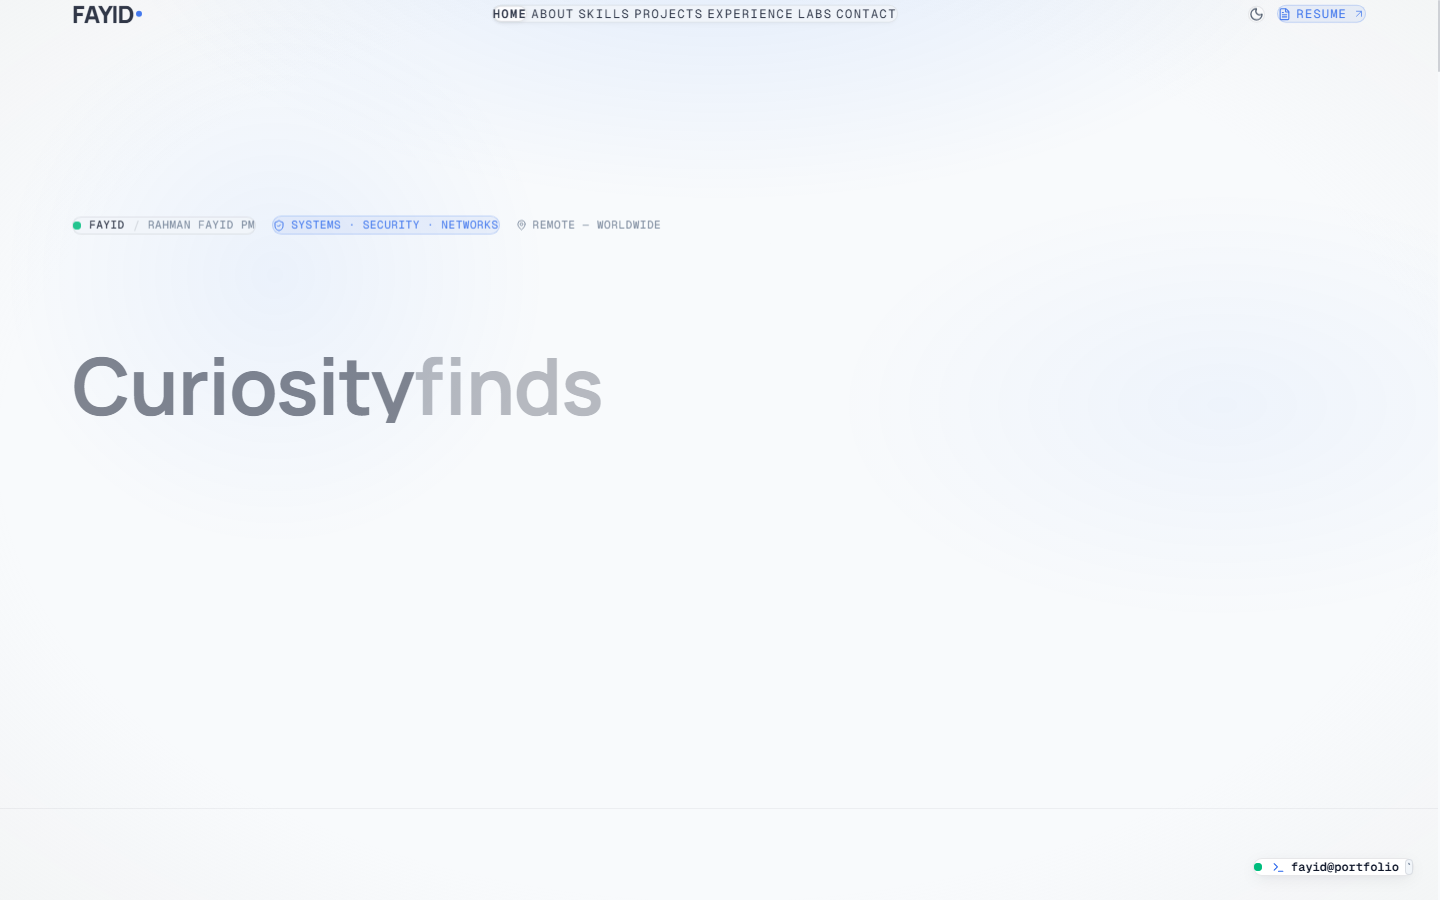 FAYID
HOME ABOUT SKILLS PROJECTS EXPERIENCE LABS CONTACT
RESUME
FAYID / RAHMAN FAYID PM
SYSTEMS · SECURITY · NETWORKS
REMOTE — WORLDWIDE
Curiosityfinds
>_ fayid@portfolio `